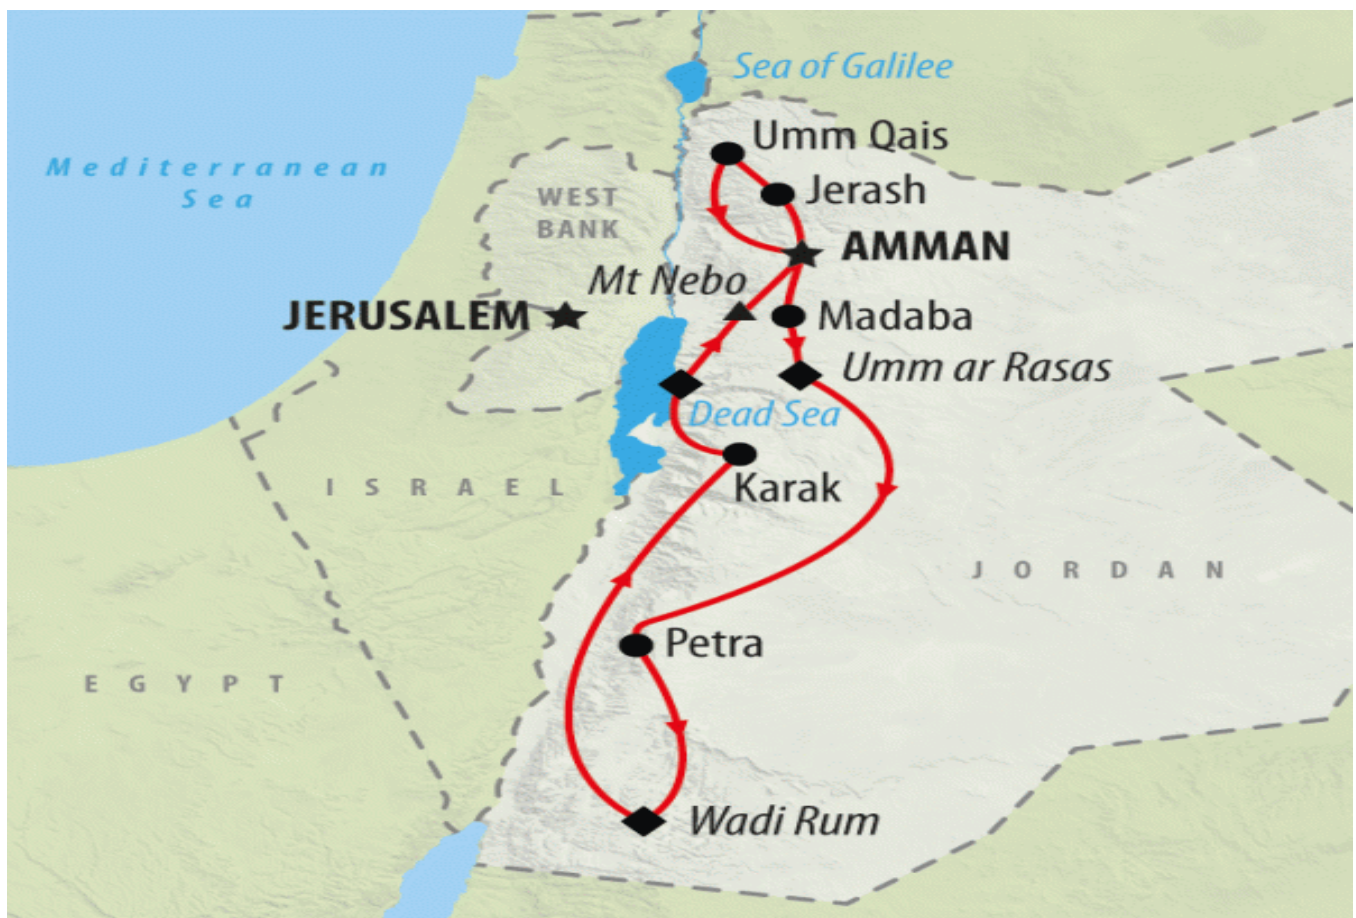 Sea of Galilee
Umm Qais
Mediterranean
Sea
Jerash
WEST
BANK
AMMAN
Mt Nebo
JERUSALEM
Madaba
Umm ar Rasas
Dead Sea
Karak
ISRAEL
JORDAN
Petra
EGYPT
Wadi Rum